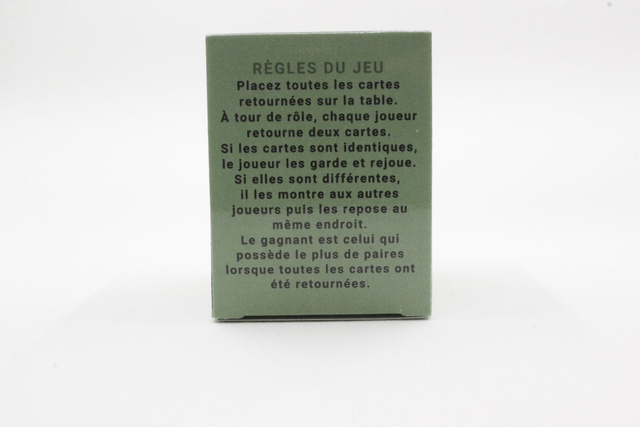 RÈGLES DU JEU
Placez toutes les cartes
retournées sur la table.
À tour de rôle, chaque joueur
retourne deux cartes.
Si les cartes sont identiques,
le joueur les garde et rejoue.
Si elles sont différentes,
il les montre aux autres
joueurs puis les repose au
même endroit.
Le gagnant est celui qui
possède le plus de paires
lorsque toutes les cartes ont
été retournées.